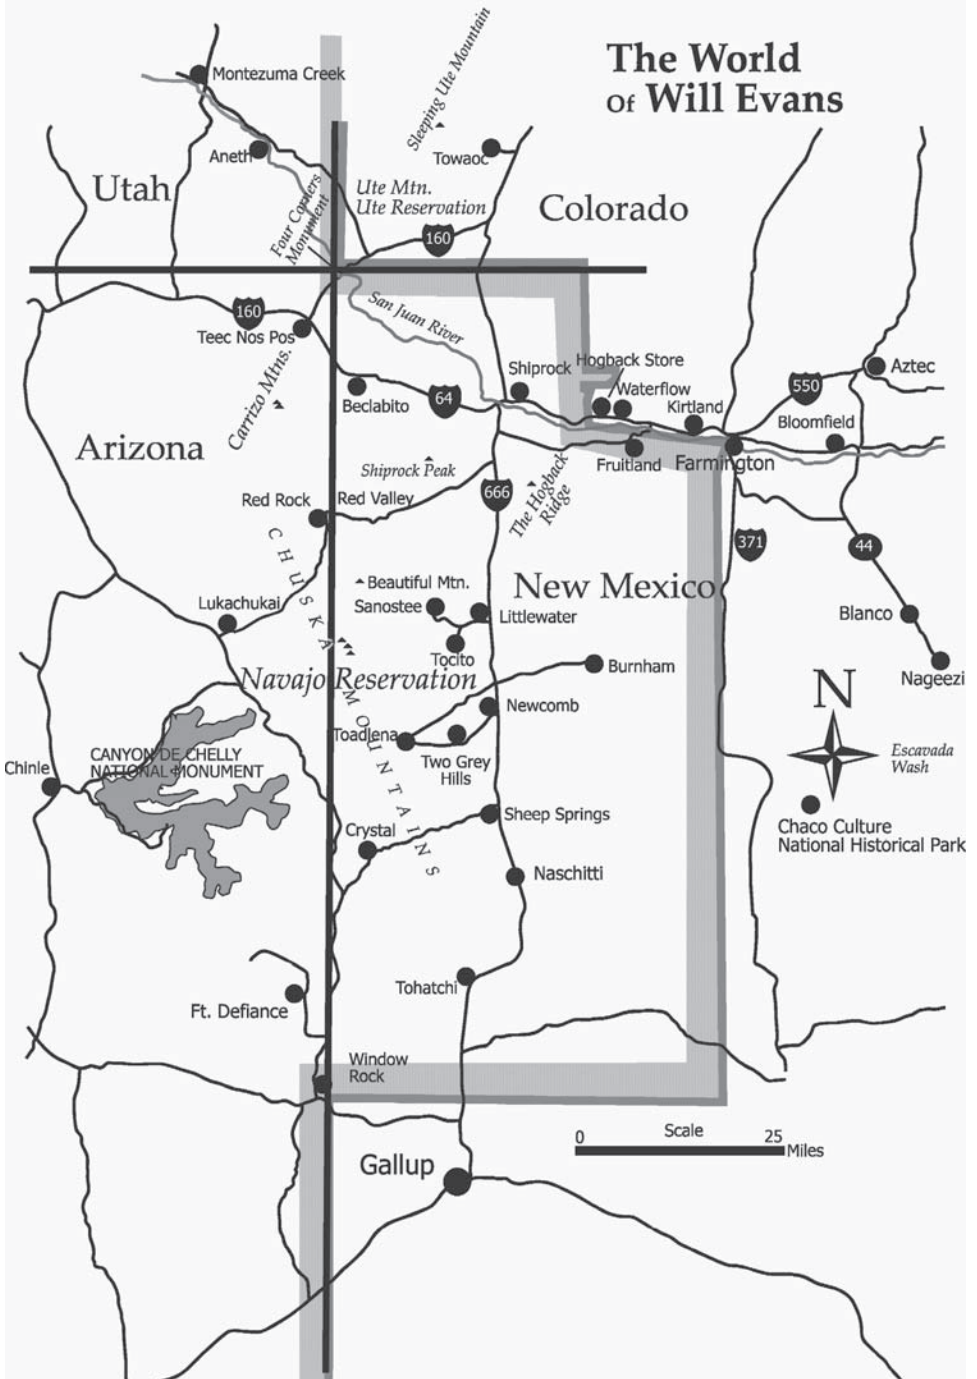 The World
Of Will Evans
Sleeping Ute Mountain
Montezuma Creek
Aneth
Towaoc
Utah
Four Corners
Monument
Ute Mtn.
Ute Reservation
Colorado
160
160
San Juan River
Teec Nos Pos
Carrizo Mtns.
Beclabito
64
Shiprock
Hogback Store
Waterflow
Kirtland
550
Aztec
Bloomfield
Arizona
Shiprock Peak
Fruitland
Farmington
The Hogback
Ridge
Red Rock
Red Valley
666
371
44
CHUSKA MOUNTAINS
Beautiful Mtn.
New Mexico
Sanostee
Littlewater
Lukachukai
Tocito
Blanco
Burnham
Nageezi
Navajo Reservation
N
Newcomb
Toadlena
Two Grey
Hills
Escavada
Wash
CANYON DE CHELLY
NATIONAL MONUMENT
Chinle
Sheep Springs
Crystal
Chaco Culture
National Historical Park
Naschitti
Tohatchi
Ft. Defiance
Window
Rock
0 Scale 25
Miles
Gallup